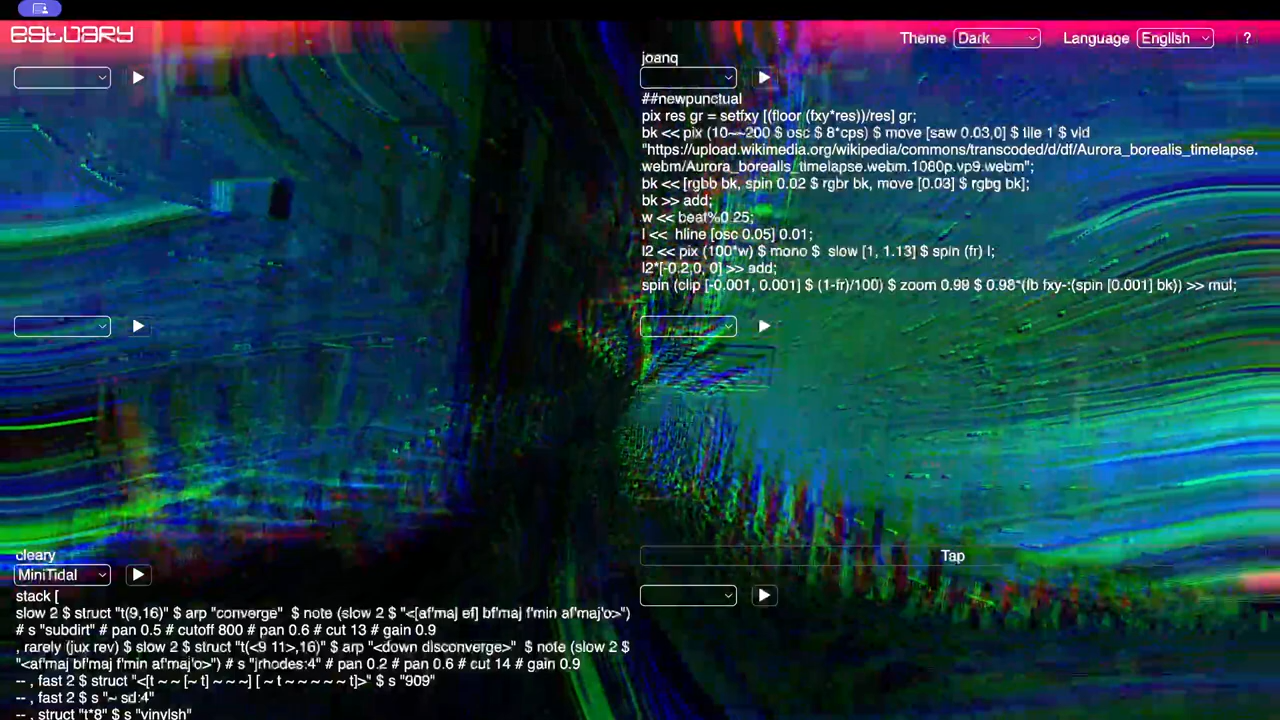 estuary
Theme Dark Language English ?
joanq
##newpunctual
pix res gr = setfxy [(floor (fxy*res))/res] gr;
bk << pix (10~~200 $ osc $ 8*cps) $ move [saw 0.03,0] $ tile 1 $ vid
"https://upload.wikimedia.org/wikipedia/commons/transcoded/d/df/Aurora_borealis_timelapse.
webm/Aurora_borealis_timelapse.webm.1080p.vp9.webm";
bk << [rgbb bk, spin 0.02 $ rgbr bk, move [0.03] $ rgbg bk];
bk >> add;
w << beat%0.25;
l << hline [osc 0.05] 0.01;
l2 << pix (100*w) $ mono $ slow [1, 1.13] $ spin (fr) l;
l2*[-0.2,0, 0] >> add;
spin (clip [-0.001, 0.001] $ (1-fr)/100) $ zoom 0.99 $ 0.98*(fb fxy-:(spin [0.001] bk)) >> mul;
Tap
cleary
MiniTidal
stack [
slow 2 $ struct "t(9,16)" $ arp "converge" $ note (slow 2 $ "<[af'maj ef] bf'maj f'min af'maj'o>")
# s "subdirt" # pan 0.5 # cutoff 800 # pan 0.6 # cut 13 # gain 0.9
, rarely (jux rev) $ slow 2 $ struct "t(<9 11>,16)" $ arp "<down disconverge>" $ note (slow 2 $
"<af'maj bf'maj f'min af'maj'o>") # s "jrhodes:4" # pan 0.2 # pan 0.6 # cut 14 # gain 0.9
-- , fast 2 $ struct "<[t ~ ~ [~ t] ~ ~ ~] [ ~ t ~ ~ ~ ~ ~ t]>" $ s "909"
-- , fast 2 $ s "~ sd:4"
-- , struct "t*8" $ s "vinylsh"